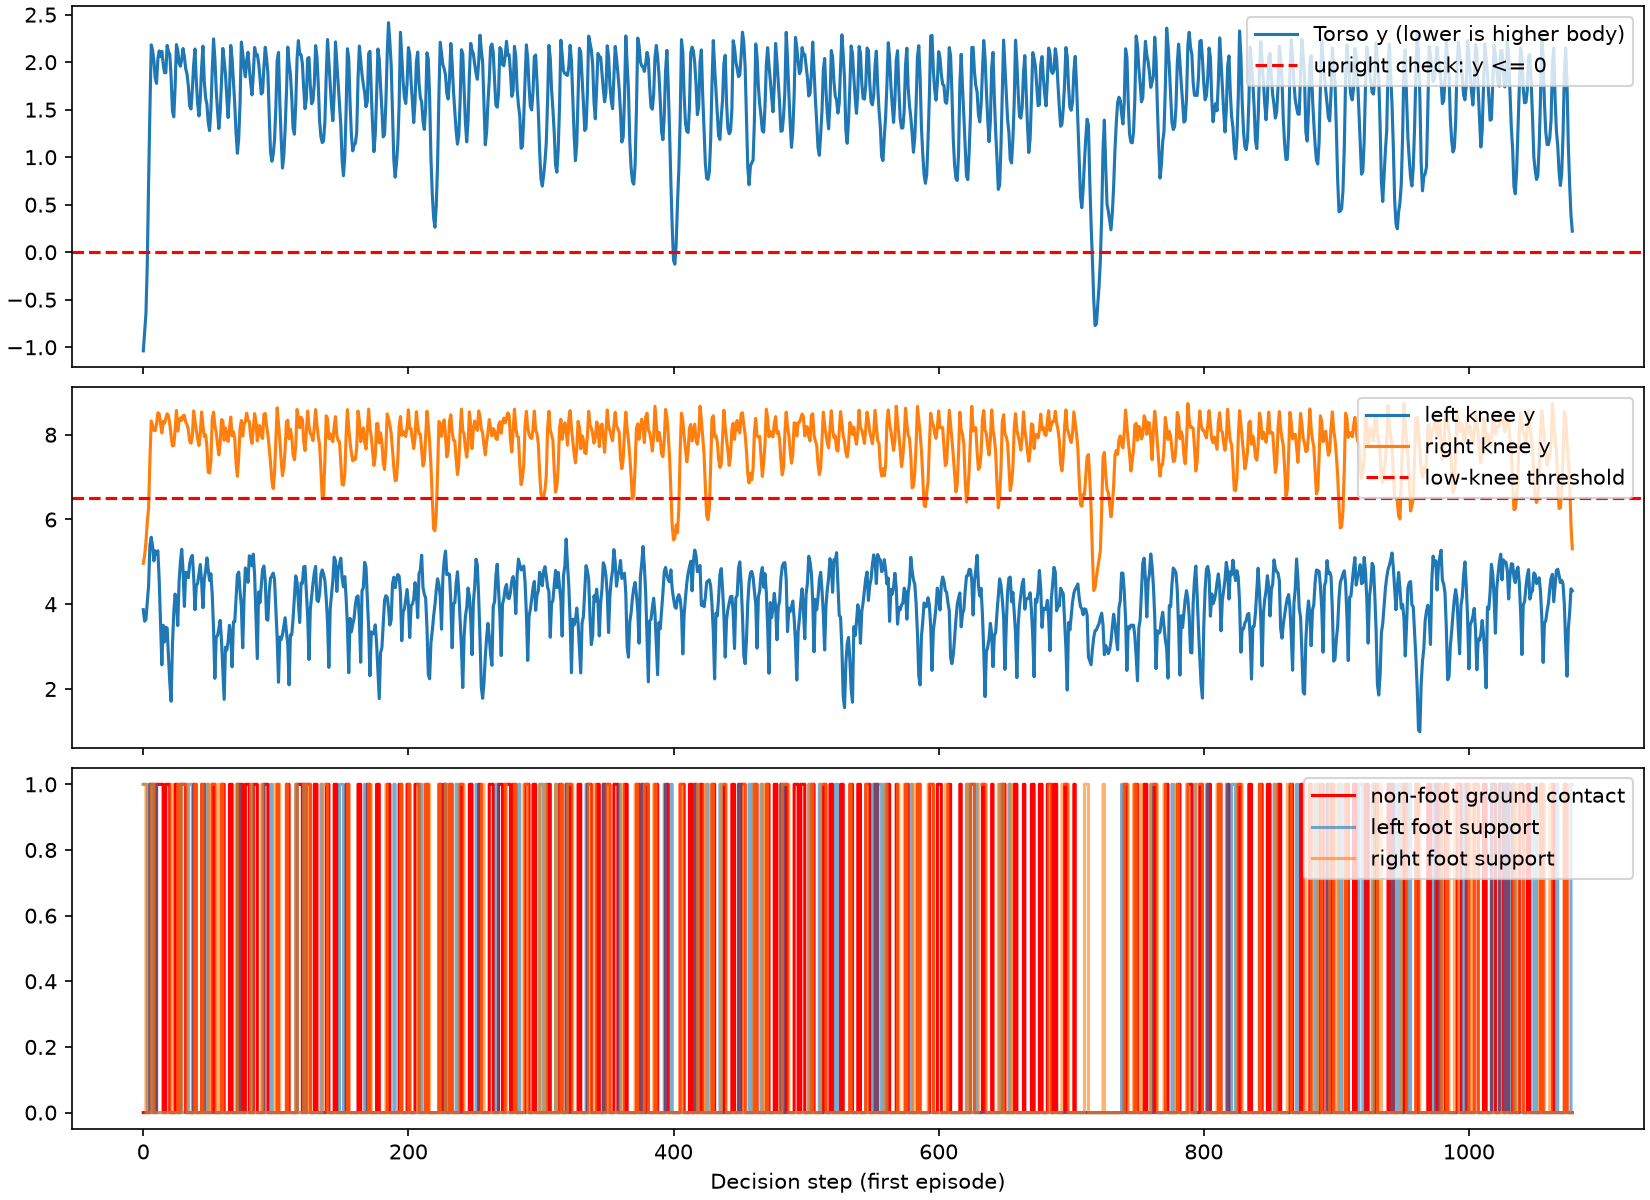 2.5
2.0
1.5
1.0
0.5
0.0
−0.5
−1.0
Torso y (lower is higher body)
upright check: y <= 0
8
6
4
2
left knee y
right knee y
low-knee threshold
1.0
0.8
0.6
0.4
0.2
0.0
non-foot ground contact
left foot support
right foot support
0
200
400
600
800
1000
Decision step (first episode)